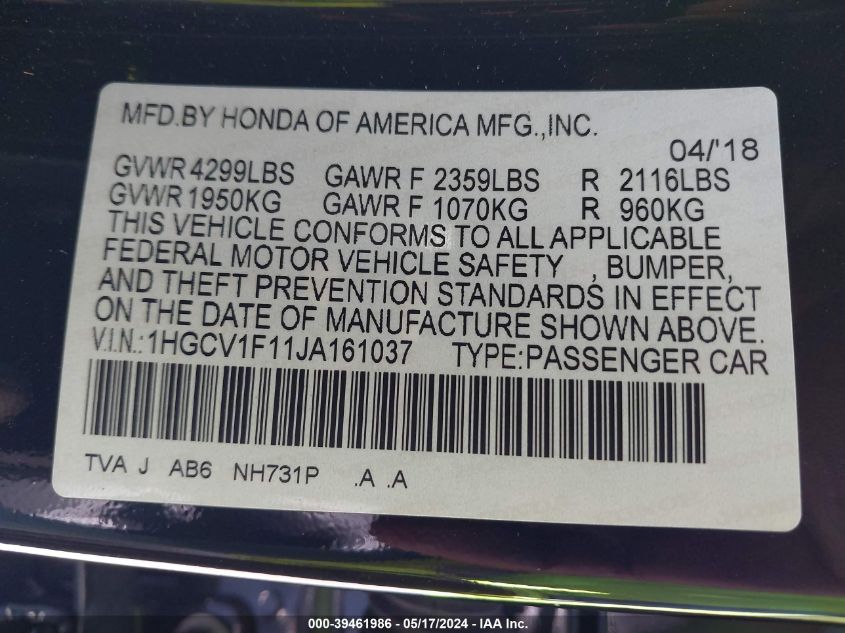 MFD.BY HONDA OF AMERICA MFG.,INC.
04/'18
GVWR 4299LBS GAWR F 2359LBS R 2116LBS
GVWR 1950KG GAWR F 1070KG R 960KG
THIS VEHICLE CONFORMS TO ALL APPLICABLE
FEDERAL MOTOR VEHICLE SAFETY , BUMPER,
AND THEFT PREVENTION STANDARDS IN EFFECT
ON THE DATE OF MANUFACTURE SHOWN ABOVE.
V.I.N.:1HGCV1F11JA161037 TYPE:PASSENGER CAR
TVA J AB6 NH731P .A .A
000-39461986 - 05/17/2024 - IAA Inc.